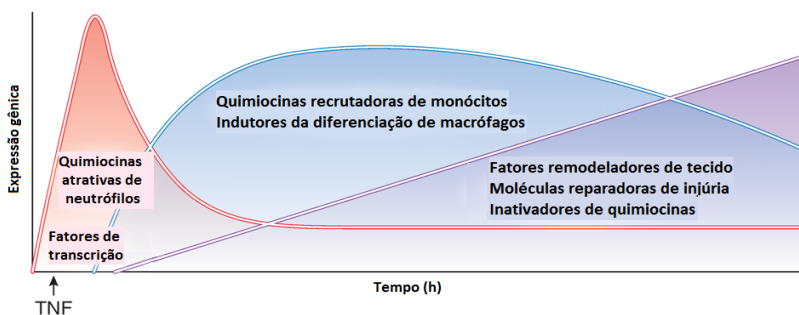 Expressão gênica
Quimiocinas recrutadoras de monócitos
Indutores da diferenciação de macrófagos
Quimiocinas
atrativas de
neutrófilos
Fatores remodeladores de tecido
Moléculas reparadoras de injúria
Inativadores de quimiocinas
Fatores de
transcrição
Tempo (h)
TNF